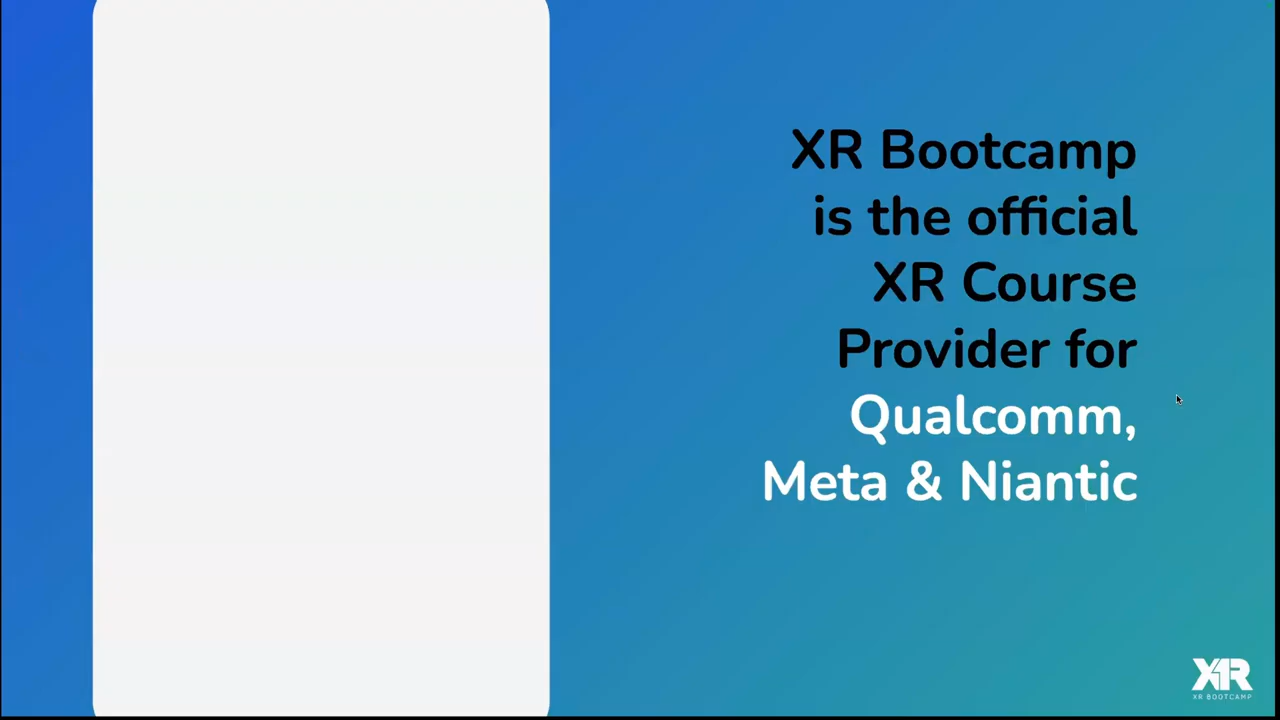 XR Bootcamp
is the official
XR Course
Provider for
Qualcomm,
Meta & Niantic
XR
XR BOOTCAMP